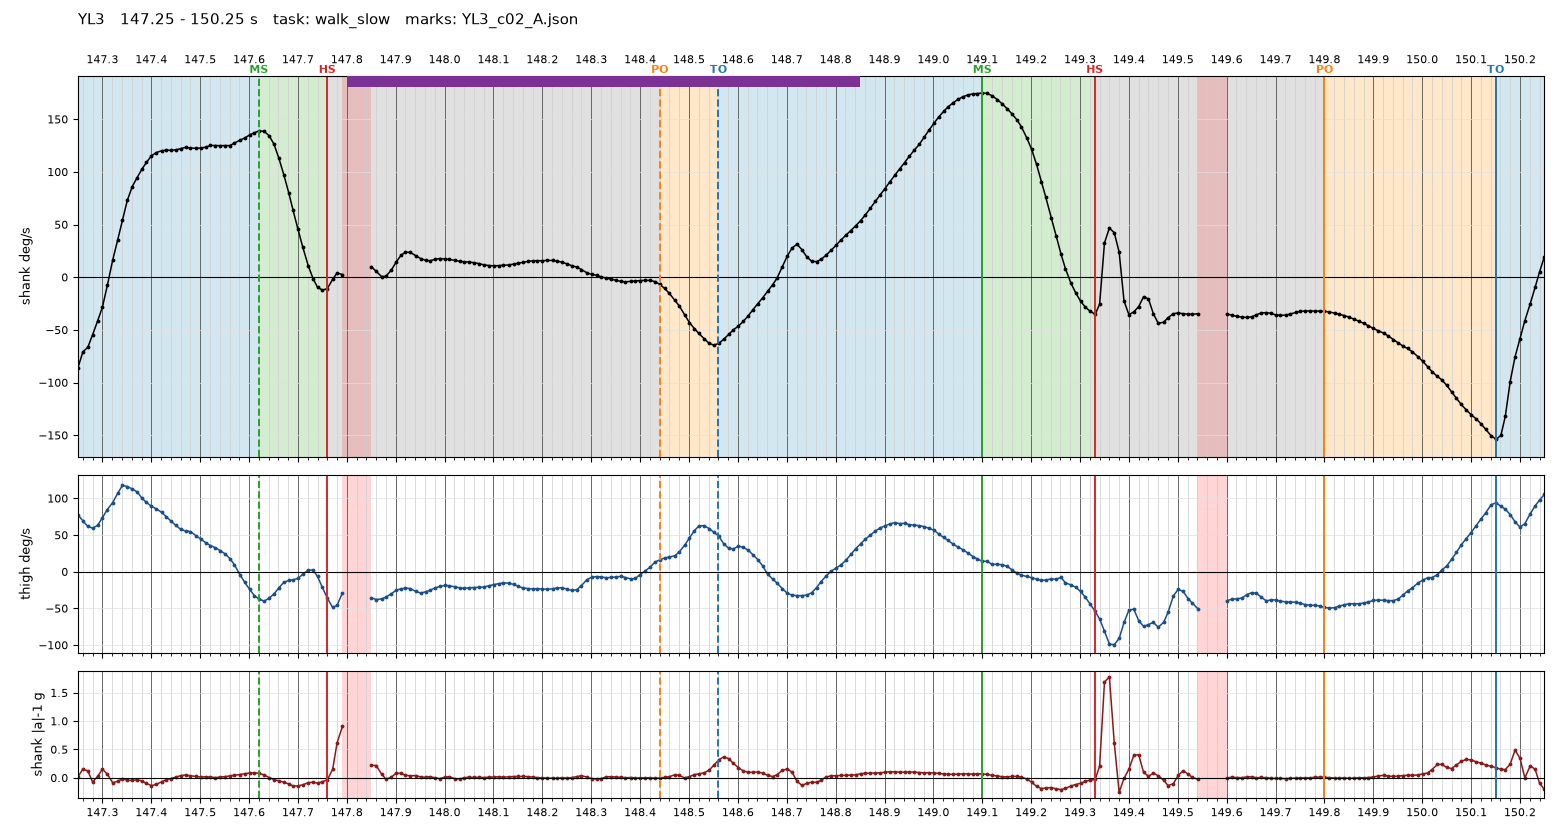 YL3   147.25 - 150.25 s   task: walk_slow   marks: YL3_c02_A.json
147.3 147.4 147.5 147.6 147.7 147.8 147.9 148.0 148.1 148.2 148.3 148.4 148.5 148.6 148.7 148.8 148.9 149.0 149.1 149.2 149.3 149.4 149.5 149.6 149.7 149.8 149.9 150.0 150.1 150.2
MS HS PO TO MS HS PO TO
shank deg/s
150
100
50
0
−50
−100
−150
thigh deg/s
100
50
0
−50
−100
shank |a|-1 g
1.5
1.0
0.5
0.0
147.3 147.4 147.5 147.6 147.7 147.8 147.9 148.0 148.1 148.2 148.3 148.4 148.5 148.6 148.7 148.8 148.9 149.0 149.1 149.2 149.3 149.4 149.5 149.6 149.7 149.8 149.9 150.0 150.1 150.2